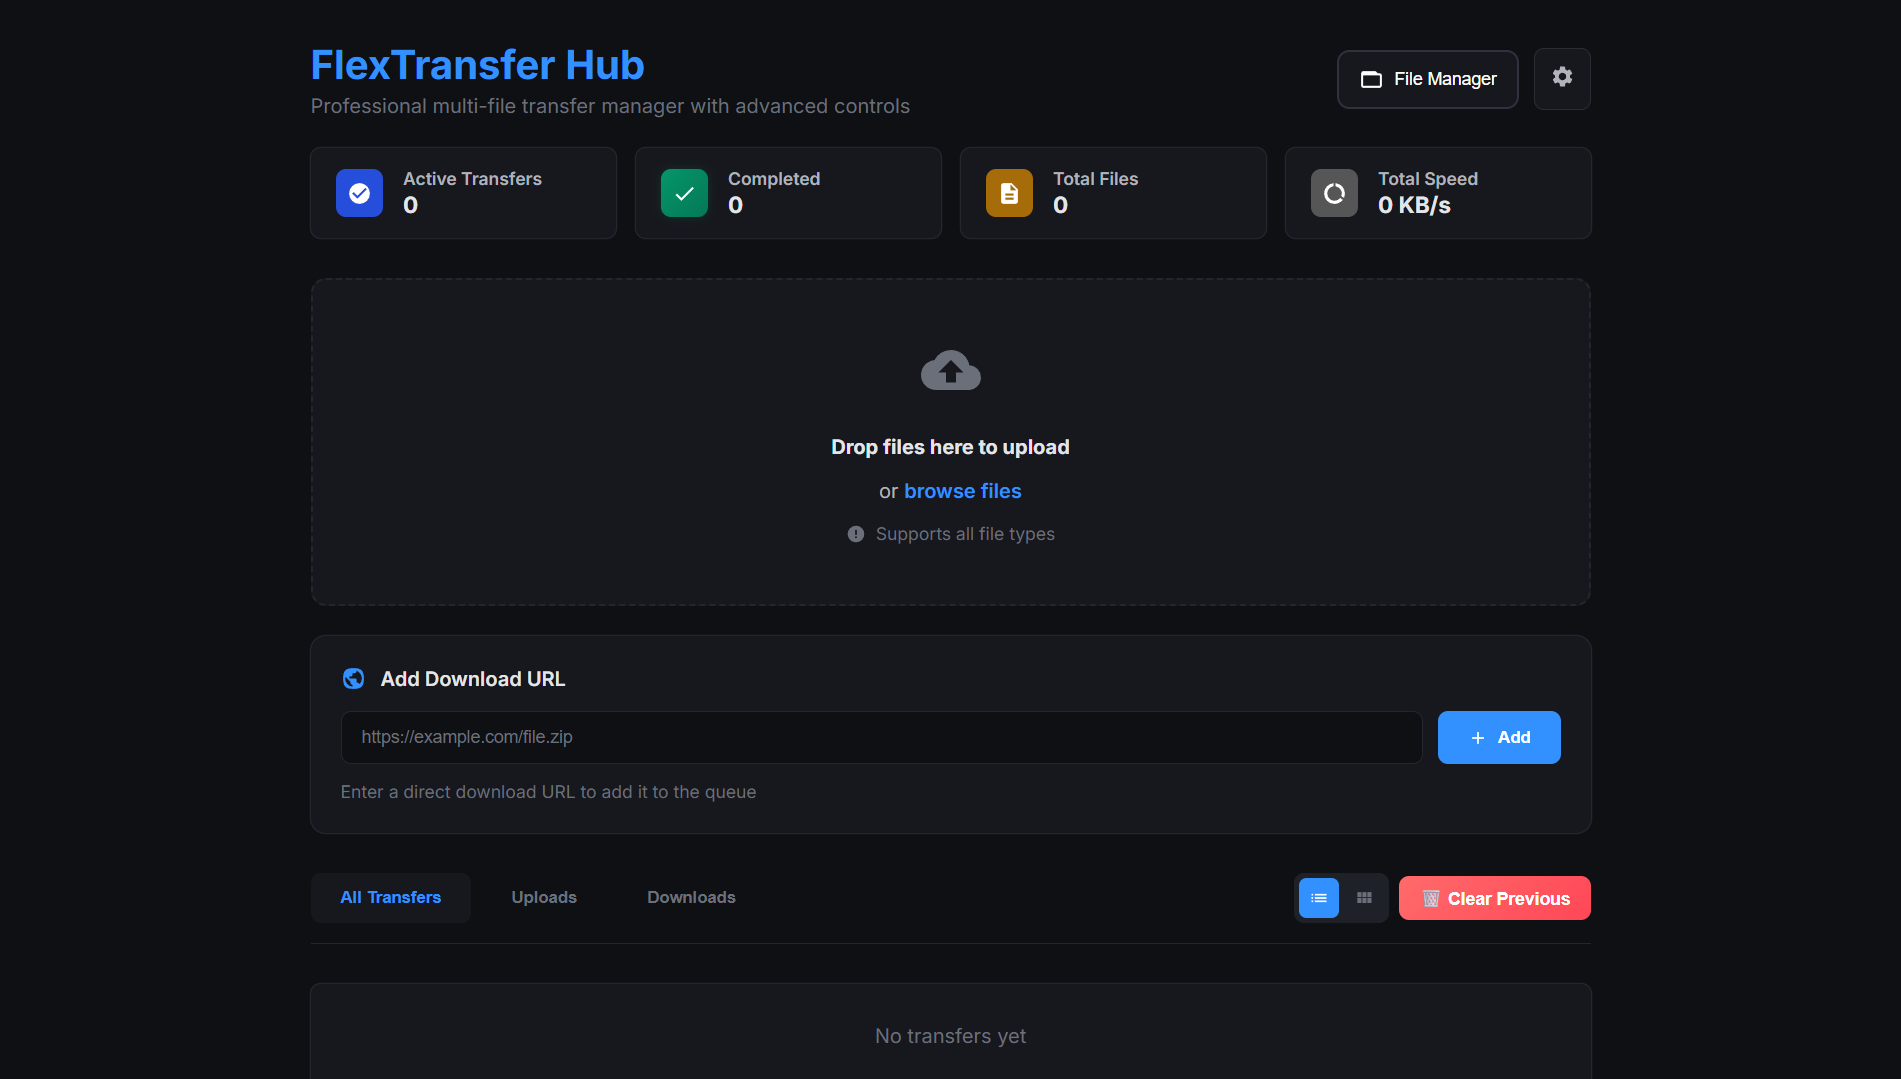 FlexTransfer Hub
Professional multi-file transfer manager with advanced controls
File Manager
Active Transfers
0
Completed
0
Total Files
0
Total Speed
0 KB/s
Drop files here to upload
or browse files
Supports all file types
Add Download URL
https://example.com/file.zip
Add
Enter a direct download URL to add it to the queue
All Transfers
Uploads
Downloads
Clear Previous
No transfers yet